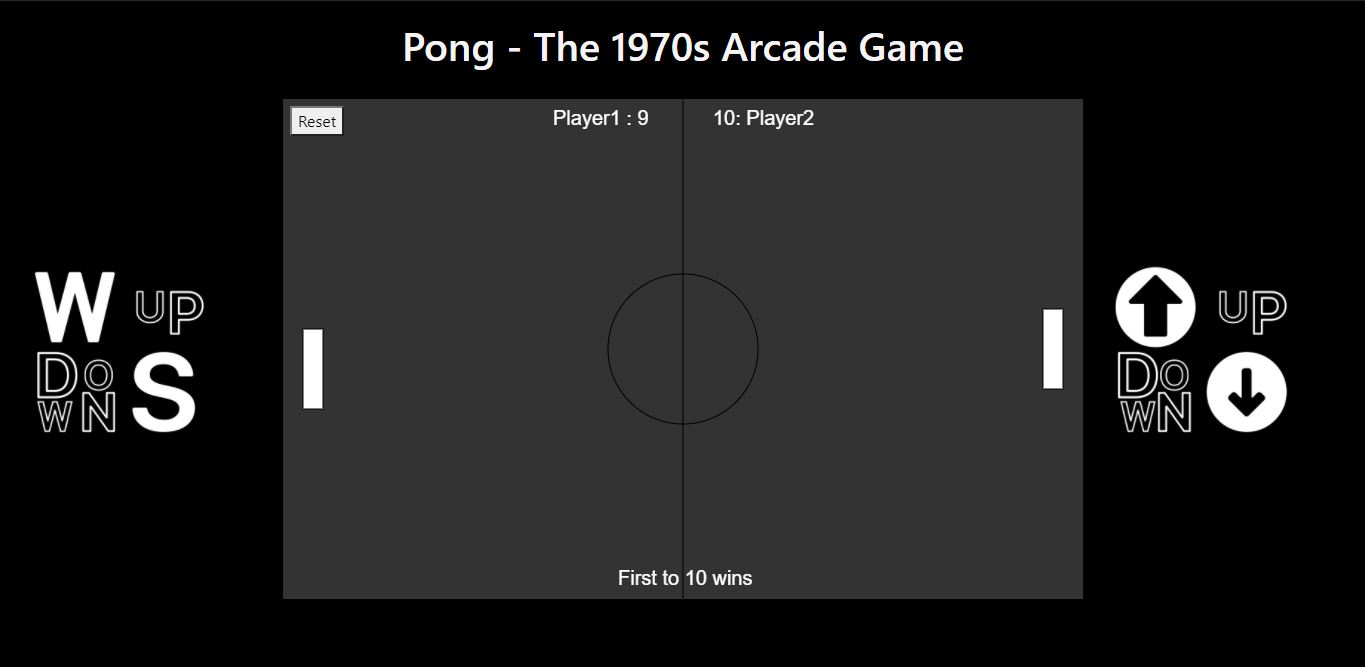 Pong - The 1970s Arcade Game
Reset
Player1 : 9
10: Player2
W UP
DOWN S
UP
DOWN
First to 10 wins